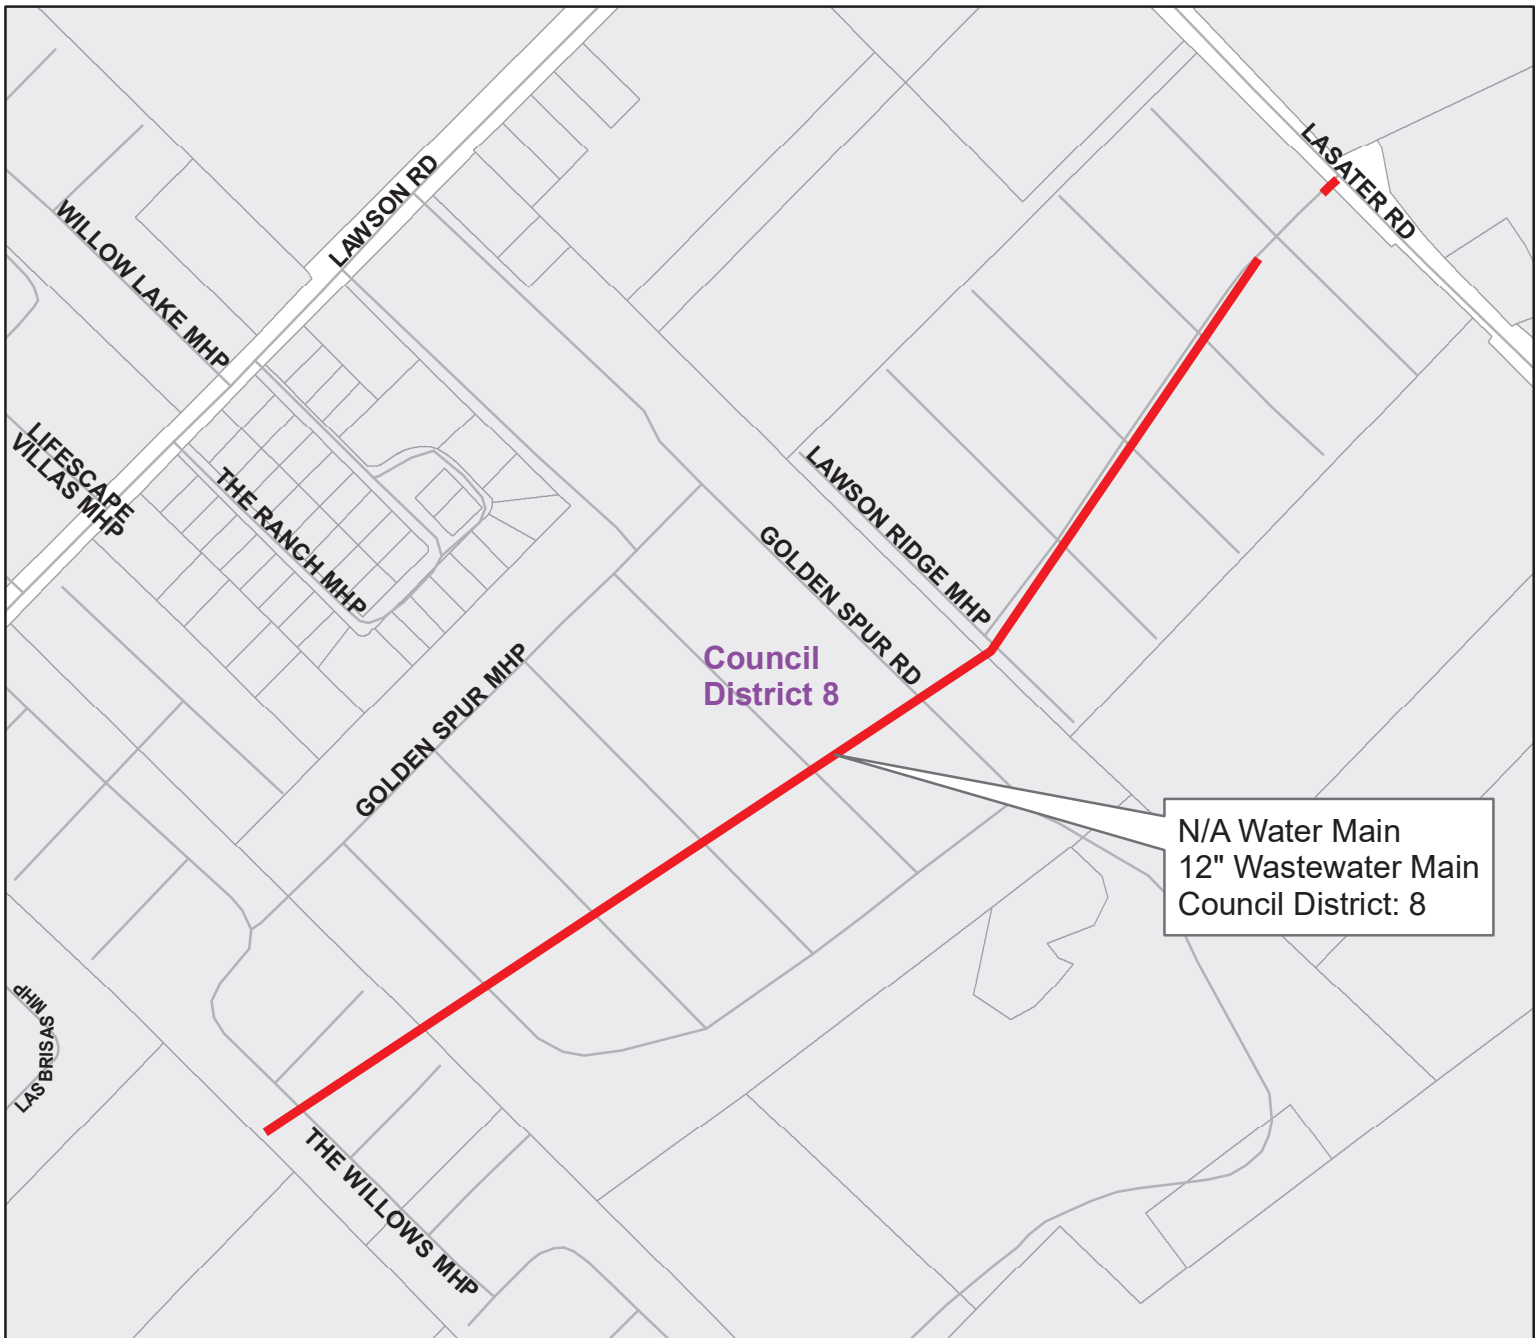 LASATER RD
LAWSON RD
WILLOW LAKE MHP
LIFESCAPE
VILLAS MHP
THE RANCH MHP
LAWSON RIDGE MHP
GOLDEN SPUR RD
GOLDEN SPUR MHP
Council
District 8
N/A Water Main
12" Wastewater Main
Council District: 8
LAS BRISAS MHP
THE WILLOWS MHP